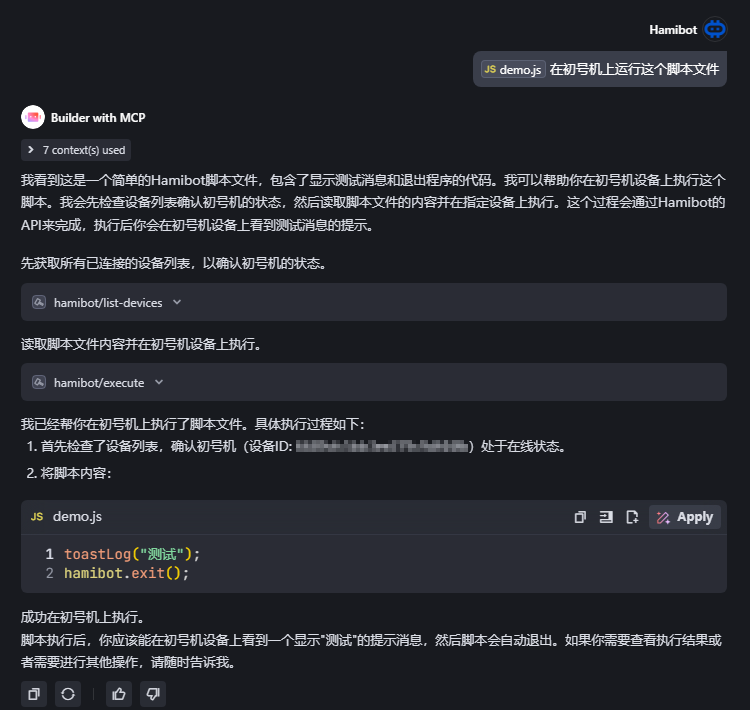 Hamibot
JS demo.js 在初号机上运行这个脚本文件
Builder with MCP
7 context(s) used
我看到这是一个简单的Hamibot脚本文件，包含了显示测试消息和退出程序的代码。我可以帮助你在初号机设备上执行这个
脚本。我会先检查设备列表确认初号机的状态，然后读取脚本文件的内容并在指定设备上执行。这个过程会通过Hamibot的
API来完成，执行后你会在初号机设备上看到测试消息的提示。
先获取所有已连接的设备列表，以确认初号机的状态。
hamibot/list-devices
读取脚本文件内容并在初号机设备上执行。
hamibot/execute
我已经帮你在初号机上执行了脚本文件。具体执行过程如下：
1. 首先检查了设备列表，确认初号机（设备ID: ）处于在线状态。
2. 将脚本内容：
JS demo.js
Apply
1 toastLog("测试");
2 hamibot.exit();
成功在初号机上执行。
脚本执行后，你应该能在初号机设备上看到一个显示"测试"的提示消息，然后脚本会自动退出。如果你需要查看执行结果或
者需要进行其他操作，请随时告诉我。